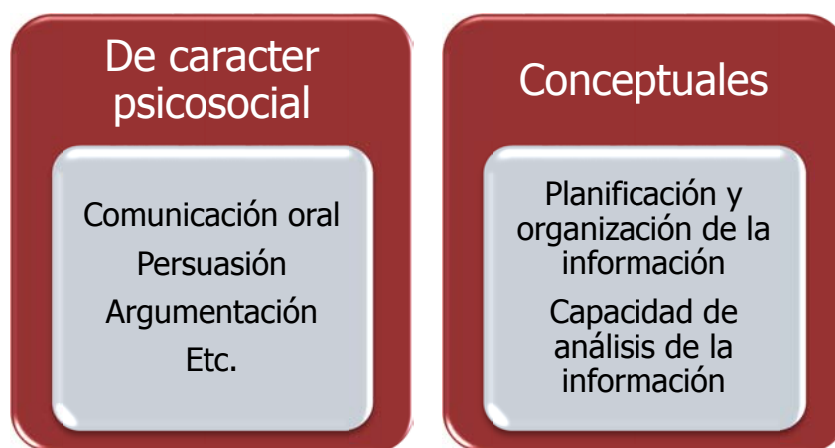 De caracter
psicosocial
Comunicación oral
Persuasión
Argumentación
Etc.
Conceptuales
Planificación y
organización de la
información
Capacidad de
análisis de la
información